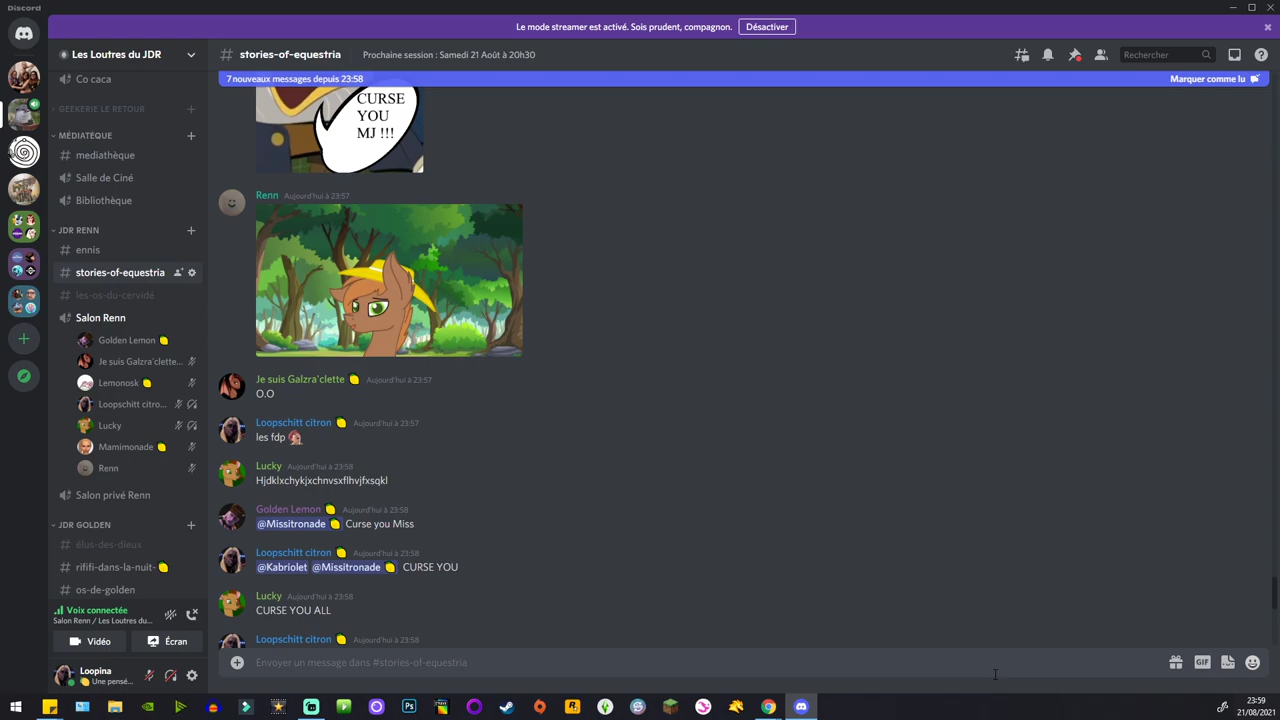 Discord
Le mode streamer est activé. Sois prudent, compagnon. Désactiver
Les Loutres du JDR
# stories-of-equestria
Prochaine session : Samedi 21 Août à 20h30
Rechercher
7 nouveaux messages depuis 23:58
Marquer comme lu
Co caca
GEEKERIE LE RETOUR
MÉDIATÈQUE
mediathèque
Salle de Ciné
Bibliothèque
JDR RENN
ennis
stories-of-equestria
les-os-du-cervidé
Salon Renn
Golden Lemon 🍋
Je suis Galzra'clette...
Lemonosk 🍋
Loopschitt citro...
Lucky
Mamimonade 🍋
Renn
Salon privé Renn
JDR GOLDEN
élus-des-dieux
rififi-dans-la-nuit-🍋
os-de-golden
Voix connectée
Salon Renn / Les Loutres du...
Vidéo
Écran
Loopina
🍋 Une pensé...
CURSE
YOU
MJ !!!
Renn Aujourd'hui à 23:57
Je suis Galzra'clette 🍋 Aujourd'hui à 23:57
O.O
Loopschitt citron 🍋 Aujourd'hui à 23:57
les fdp
Lucky Aujourd'hui à 23:58
Hjdklxchykjxchnvsxflhvjfxsqkl
Golden Lemon 🍋 Aujourd'hui à 23:58
@Missitronade 🍋 Curse you Miss
Loopschitt citron 🍋 Aujourd'hui à 23:58
@Kabriolet @Missitronade 🍋 CURSE YOU
Lucky Aujourd'hui à 23:58
CURSE YOU ALL
Loopschitt citron 🍋 Aujourd'hui à 23:58
Envoyer un message dans #stories-of-equestria
GIF
23:59
21/08/2021